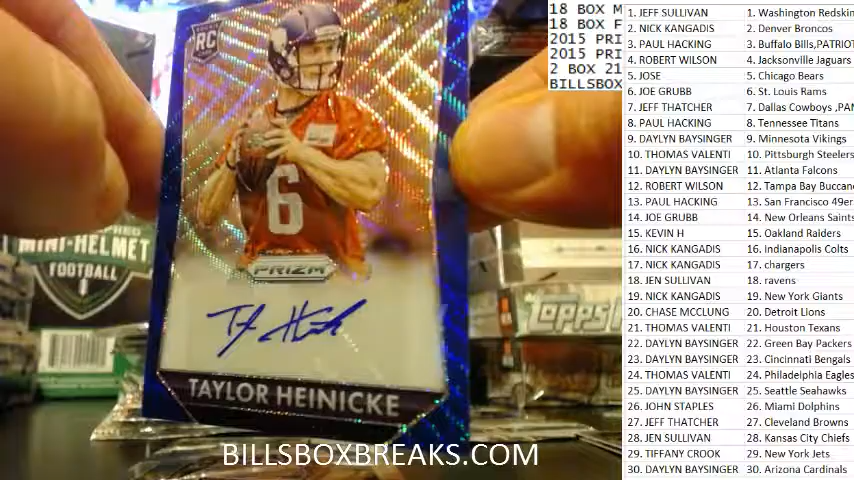 18 BOX M
18 BOX F
2015 PRI
2015 PRI
2 BOX 21
BILLSBOX
1. JEFF SULLIVAN 1. Washington Redskin
2. NICK KANGADIS 2. Denver Broncos
3. PAUL HACKING 3. Buffalo Bills,PATRIOT
4. ROBERT WILSON 4. Jacksonville Jaguars
5. JOSE 5. Chicago Bears
6. JOE GRUBB 6. St. Louis Rams
7. JEFF THATCHER 7. Dallas Cowboys ,PAN
8. PAUL HACKING 8. Tennessee Titans
9. DAYLYN BAYSINGER 9. Minnesota Vikings
10. THOMAS VALENTI 10. Pittsburgh Steelers
11. DAYLYN BAYSINGER 11. Atlanta Falcons
12. ROBERT WILSON 12. Tampa Bay Buccane
13. PAUL HACKING 13. San Francisco 49er
14. JOE GRUBB 14. New Orleans Saints
15. KEVIN H 15. Oakland Raiders
16. NICK KANGADIS 16. Indianapolis Colts
17. NICK KANGADIS 17. chargers
18. JEN SULLIVAN 18. ravens
19. NICK KANGADIS 19. New York Giants
20. CHASE MCCLUNG 20. Detroit Lions
21. THOMAS VALENTI 21. Houston Texans
22. DAYLYN BAYSINGER 22. Green Bay Packers
23. DAYLYN BAYSINGER 23. Cincinnati Bengals
24. THOMAS VALENTI 24. Philadelphia Eagles
25. DAYLYN BAYSINGER 25. Seattle Seahawks
26. JOHN STAPLES 26. Miami Dolphins
27. JEFF THATCHER 27. Cleveland Browns
28. JEN SULLIVAN 28. Kansas City Chiefs
29. TIFFANY CROOK 29. New York Jets
30. DAYLYN BAYSINGER 30. Arizona Cardinals
RC
6
PRIZM
TAYLOR HEINICKE
MINI-HELMET
FOOTBALL
TOPPS
BILLSBOXBREAKS.COM